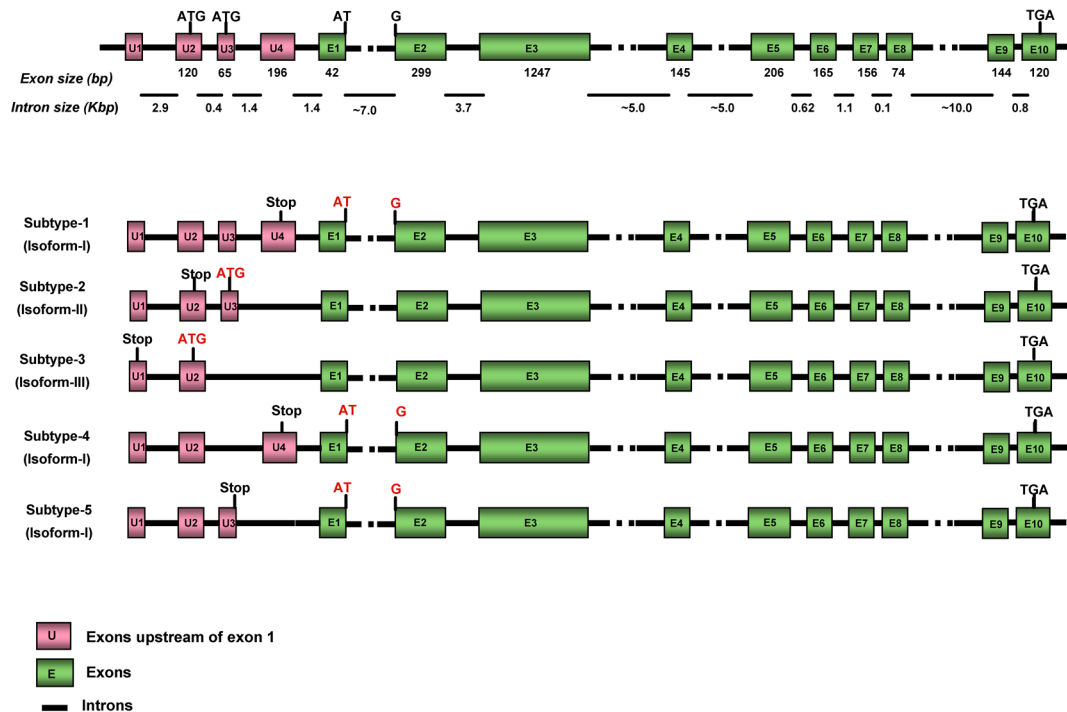 ATG ATG AT G TGA
U1 U2 U3 U4 E1 E2 E3 E4 E5 E6 E7 E8 E9 E10
Exon size (bp) 120 65 196 42 299 1247 145 206 165 156 74 144 120
Intron size (Kbp) 2.9 0.4 1.4 1.4 ~7.0 3.7 ~5.0 ~5.0 0.62 1.1 0.1 ~10.0 0.8
Stop AT G TGA
Subtype-1
(Isoform-I)
U1 U2 U3 U4 E1 E2 E3 E4 E5 E6 E7 E8 E9 E10
Stop ATG TGA
Subtype-2
(Isoform-II)
U1 U2 U3 E1 E2 E3 E4 E5 E6 E7 E8 E9 E10
Stop ATG TGA
Subtype-3
(Isoform-III)
U1 U2 E1 E2 E3 E4 E5 E6 E7 E8 E9 E10
Stop AT G TGA
Subtype-4
(Isoform-I)
U1 U2 U4 E1 E2 E3 E4 E5 E6 E7 E8 E9 E10
Stop AT G TGA
Subtype-5
(Isoform-I)
U1 U2 U3 E1 E2 E3 E4 E5 E6 E7 E8 E9 E10
U Exons upstream of exon 1
E Exons
Introns